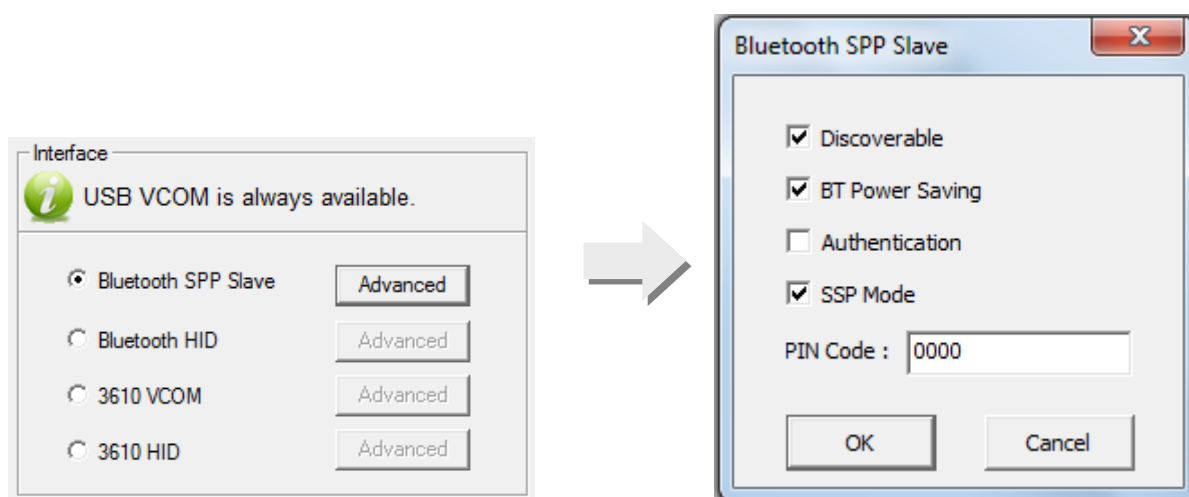 Interface
USB VCOM is always available.
Bluetooth SPP Slave Advanced
Bluetooth HID Advanced
3610 VCOM Advanced
3610 HID Advanced
Bluetooth SPP Slave
Discoverable
BT Power Saving
Authentication
SSP Mode
PIN Code : 0000
OK Cancel